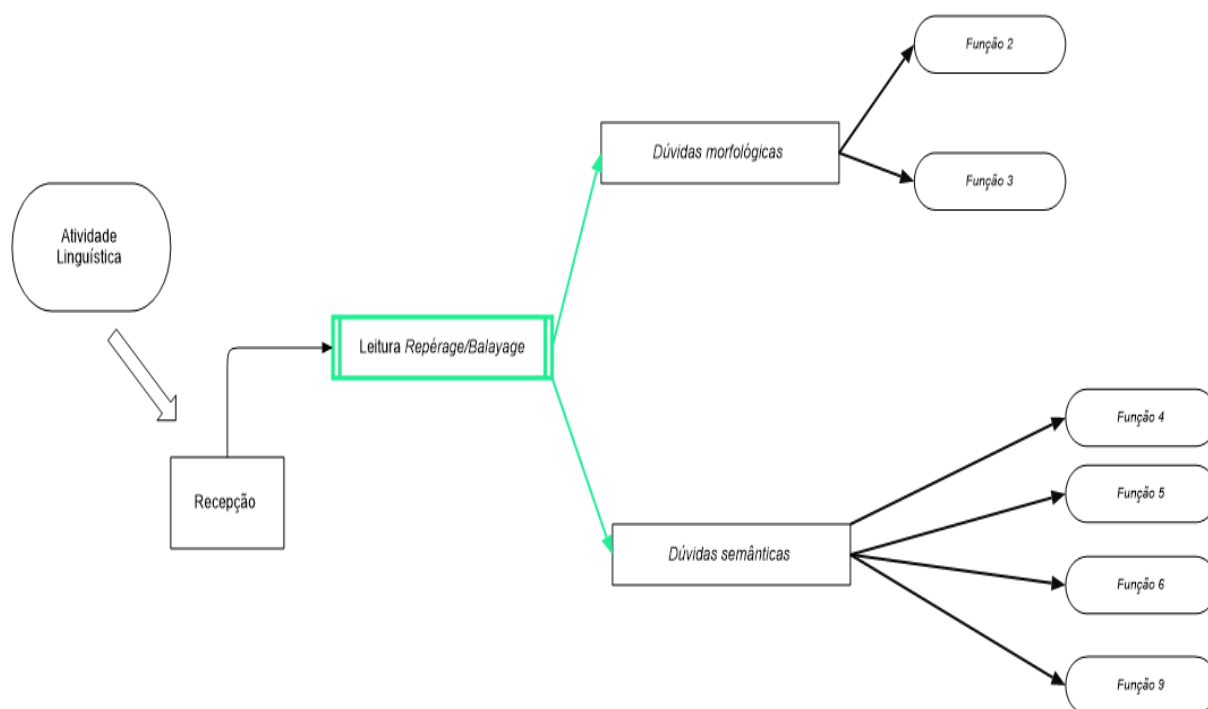 Função 2
Dúvidas morfológicas
Função 3
Atividade
Linguística
Leitura Repérage/Balayage
Função 4
Função 5
Recepção
Dúvidas semânticas
Função 6
Função 9